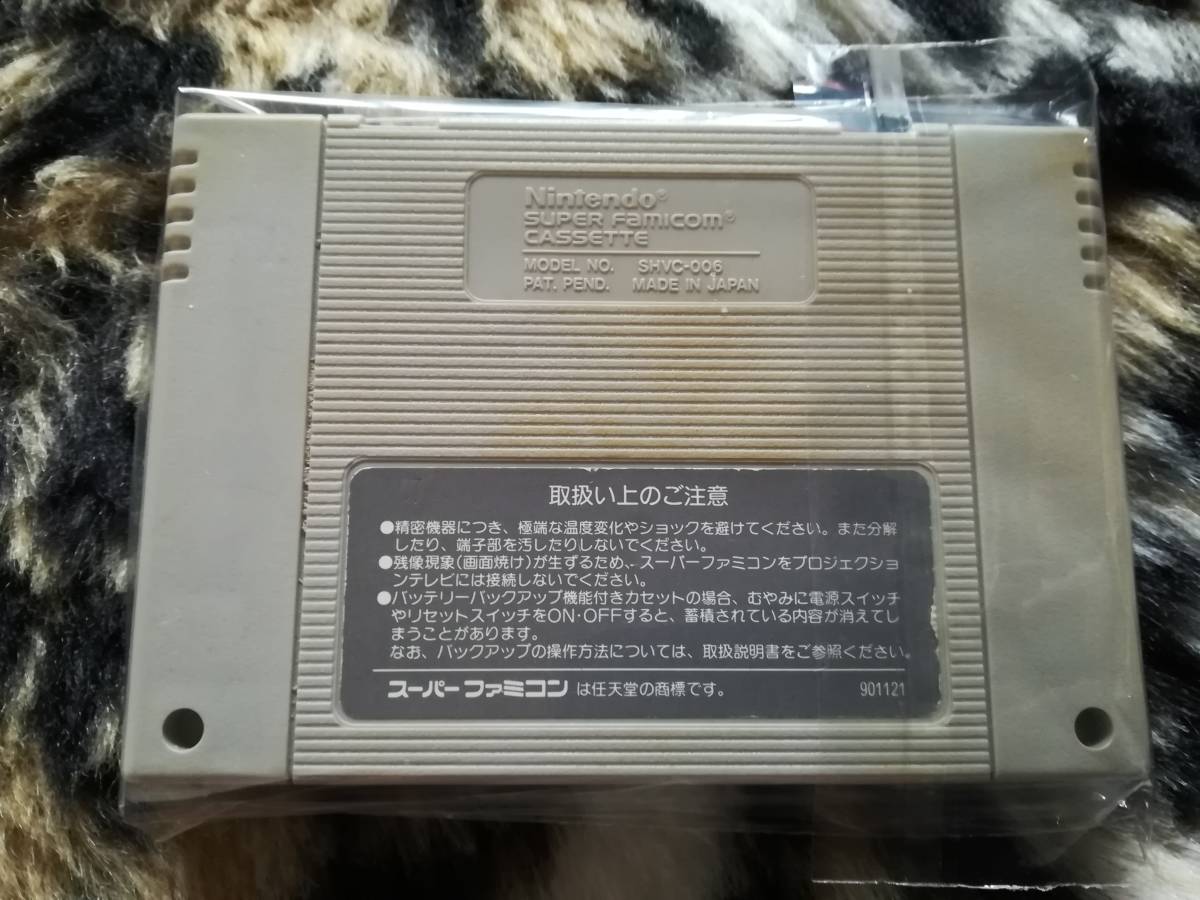 Nintendo®
SUPER FAMICOM®
CASSETTE
MODEL NO. SHVC-006
PAT. PEND. MADE IN JAPAN
取扱い上のご注意
●精密機器につき、極端な温度変化やショックを避けてください。また分解
したり、端子部を汚したりしないでください。
●残像現象(画面焼け)が生ずるため、スーパーファミコンをプロジェクショ
ンテレビには接続しないでください。
●バッテリーバックアップ機能付きカセットの場合、むやみに電源スイッチ
やリセットスイッチをON・OFFすると、蓄積されている内容が消えてし
まうことがあります。
なお、バックアップの操作方法については、取扱説明書をご参照ください。
スーパーファミコン は任天堂の商標です。 901121